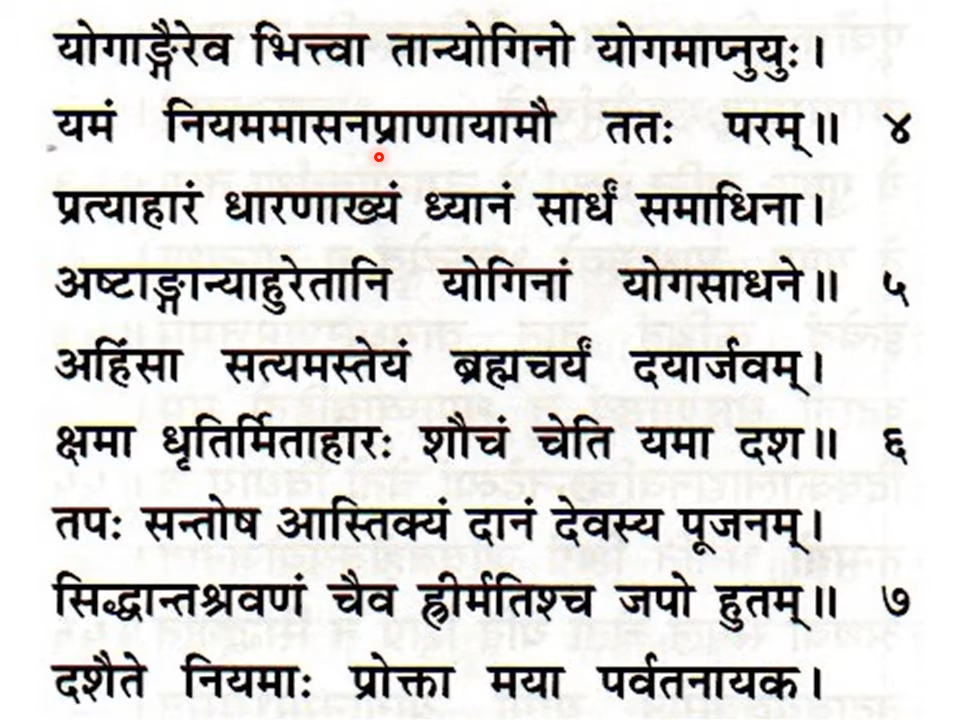 योगाङ्गैरेव भित्त्वा तान्योगिनो योगमाप्नुयुः।
यमं नियममासनप्राणायामौ ततः परम्॥ ४
प्रत्याहारं धारणाख्यं ध्यानं सार्धं समाधिना।
अष्टाङ्गान्याहुरेतानि योगिनां योगसाधने॥ ५
अहिंसा सत्यमस्तेयं ब्रह्मचर्यं दयार्जवम्।
क्षमा धृतिर्मिताहारः शौचं चेति यमा दश॥ ६
तपः सन्तोष आस्तिक्यं दानं देवस्य पूजनम्।
सिद्धान्तश्रवणं चैव ह्रीर्मतिश्च जपो हुतम्॥ ७
दशैते नियमाः प्रोक्ता मया पर्वतनायक।